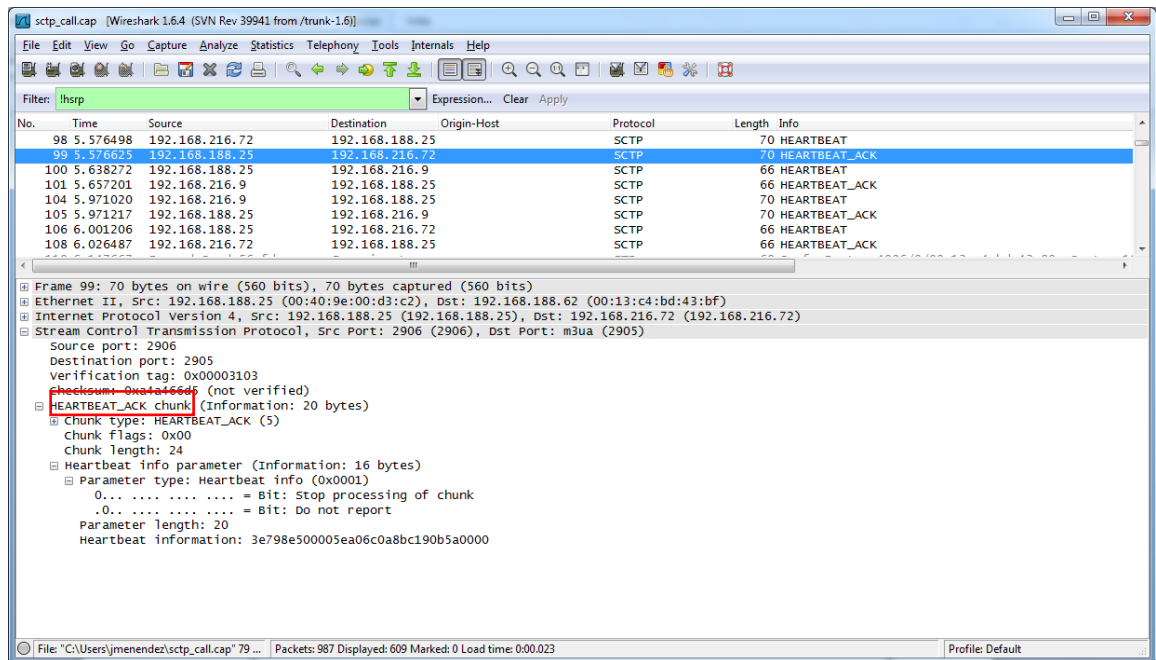 sctp_call.cap [Wireshark 1.6.4 (SVN Rev 39941 from /trunk-1.6)]
File Edit View Go Capture Analyze Statistics Telephony Tools Internals Help
Filter: !hsrp Expression... Clear Apply
No. Time Source Destination Origin-Host Protocol Length Info
98 5.576498 192.168.216.72 192.168.188.25 SCTP 70 HEARTBEAT
99 5.576625 192.168.188.25 192.168.216.72 SCTP 70 HEARTBEAT_ACK
100 5.638272 192.168.188.25 192.168.216.9 SCTP 66 HEARTBEAT
101 5.657201 192.168.216.9 192.168.188.25 SCTP 66 HEARTBEAT_ACK
104 5.971020 192.168.216.9 192.168.188.25 SCTP 70 HEARTBEAT
105 5.971217 192.168.188.25 192.168.216.9 SCTP 70 HEARTBEAT_ACK
106 6.001206 192.168.188.25 192.168.216.72 SCTP 66 HEARTBEAT
108 6.026487 192.168.216.72 192.168.188.25 SCTP 66 HEARTBEAT_ACK
Frame 99: 70 bytes on wire (560 bits), 70 bytes captured (560 bits)
Ethernet II, Src: 192.168.188.25 (00:40:9e:00:d3:c2), Dst: 192.168.188.62 (00:13:c4:bd:43:bf)
Internet Protocol Version 4, Src: 192.168.188.25 (192.168.188.25), Dst: 192.168.216.72 (192.168.216.72)
Stream Control Transmission Protocol, Src Port: 2906 (2906), Dst Port: m3ua (2905)
Source port: 2906
Destination port: 2905
Verification tag: 0x00003103
Checksum: 0xa4a466d5 (not verified)
HEARTBEAT_ACK chunk (Information: 20 bytes)
Chunk type: HEARTBEAT_ACK (5)
Chunk flags: 0x00
Chunk length: 24
Heartbeat info parameter (Information: 16 bytes)
Parameter type: Heartbeat info (0x0001)
0... .... .... .... = Bit: Stop processing of chunk
.0.. .... .... .... = Bit: Do not report
Parameter length: 20
Heartbeat information: 3e798e500005ea06c0a8bc190b5a0000
File: "C:\Users\jmenendez\sctp_call.cap" 79 ... Packets: 987 Displayed: 609 Marked: 0 Load time: 0:00.023 Profile: Default